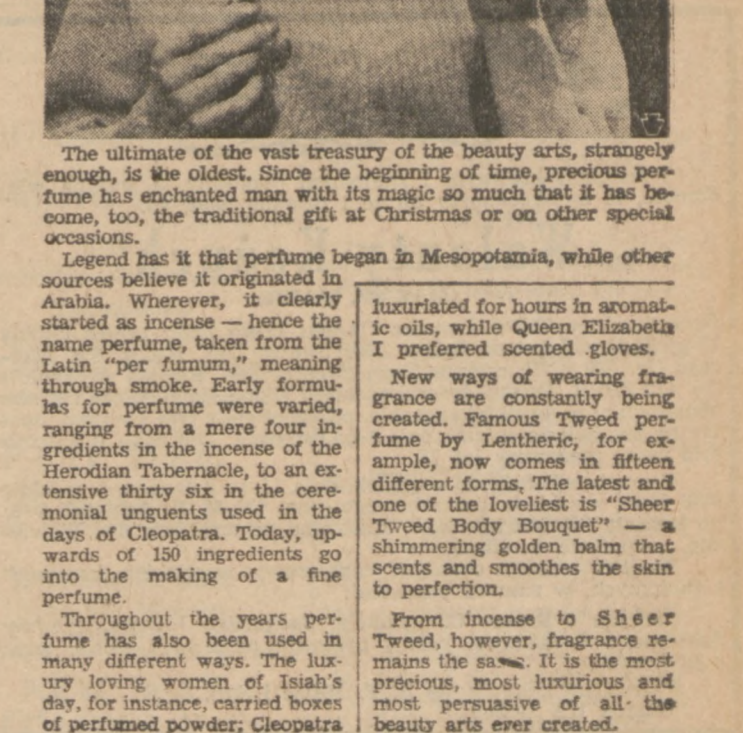 The ultimate of the vast treasury of the beauty arts, strangely
enough, is the oldest. Since the beginning of time, precious per-
fume has enchanted man with its magic so much that it has be-
come, too, the traditional gift at Christmas or on other special
occasions.
Legend has it that perfume began in Mesopotamia, while other
sources believe it originated in
Arabia. Wherever, it clearly
started as incense — hence the
name perfume, taken from the
Latin "per fumum," meaning
through smoke. Early formu-
las for perfume were varied,
ranging from a mere four in-
gredients in the incense of the
Herodian Tabernacle, to an ex-
tensive thirty six in the cere-
monial unguents used in the
days of Cleopatra. Today, up-
wards of 150 ingredients go
into the making of a fine
perfume.
Throughout the years per-
fume has also been used in
many different ways. The lux-
ury loving women of Isiah's
day, for instance, carried boxes
of perfumed powder; Cleopatra
luxuriated for hours in aromat-
ic oils, while Queen Elizabeth
I preferred scented gloves.
New ways of wearing fra-
grance are constantly being
created. Famous Tweed per-
fume by Lentheric, for ex-
ample, now comes in fifteen
different forms. The latest and
one of the loveliest is "Sheer
Tweed Body Bouquet" — a
shimmering golden balm that
scents and smoothes the skin
to perfection.
From incense to Sheer
Tweed, however, fragrance re-
mains the same. It is the most
precious, most luxurious and
most persuasive of all the
beauty arts ever created.